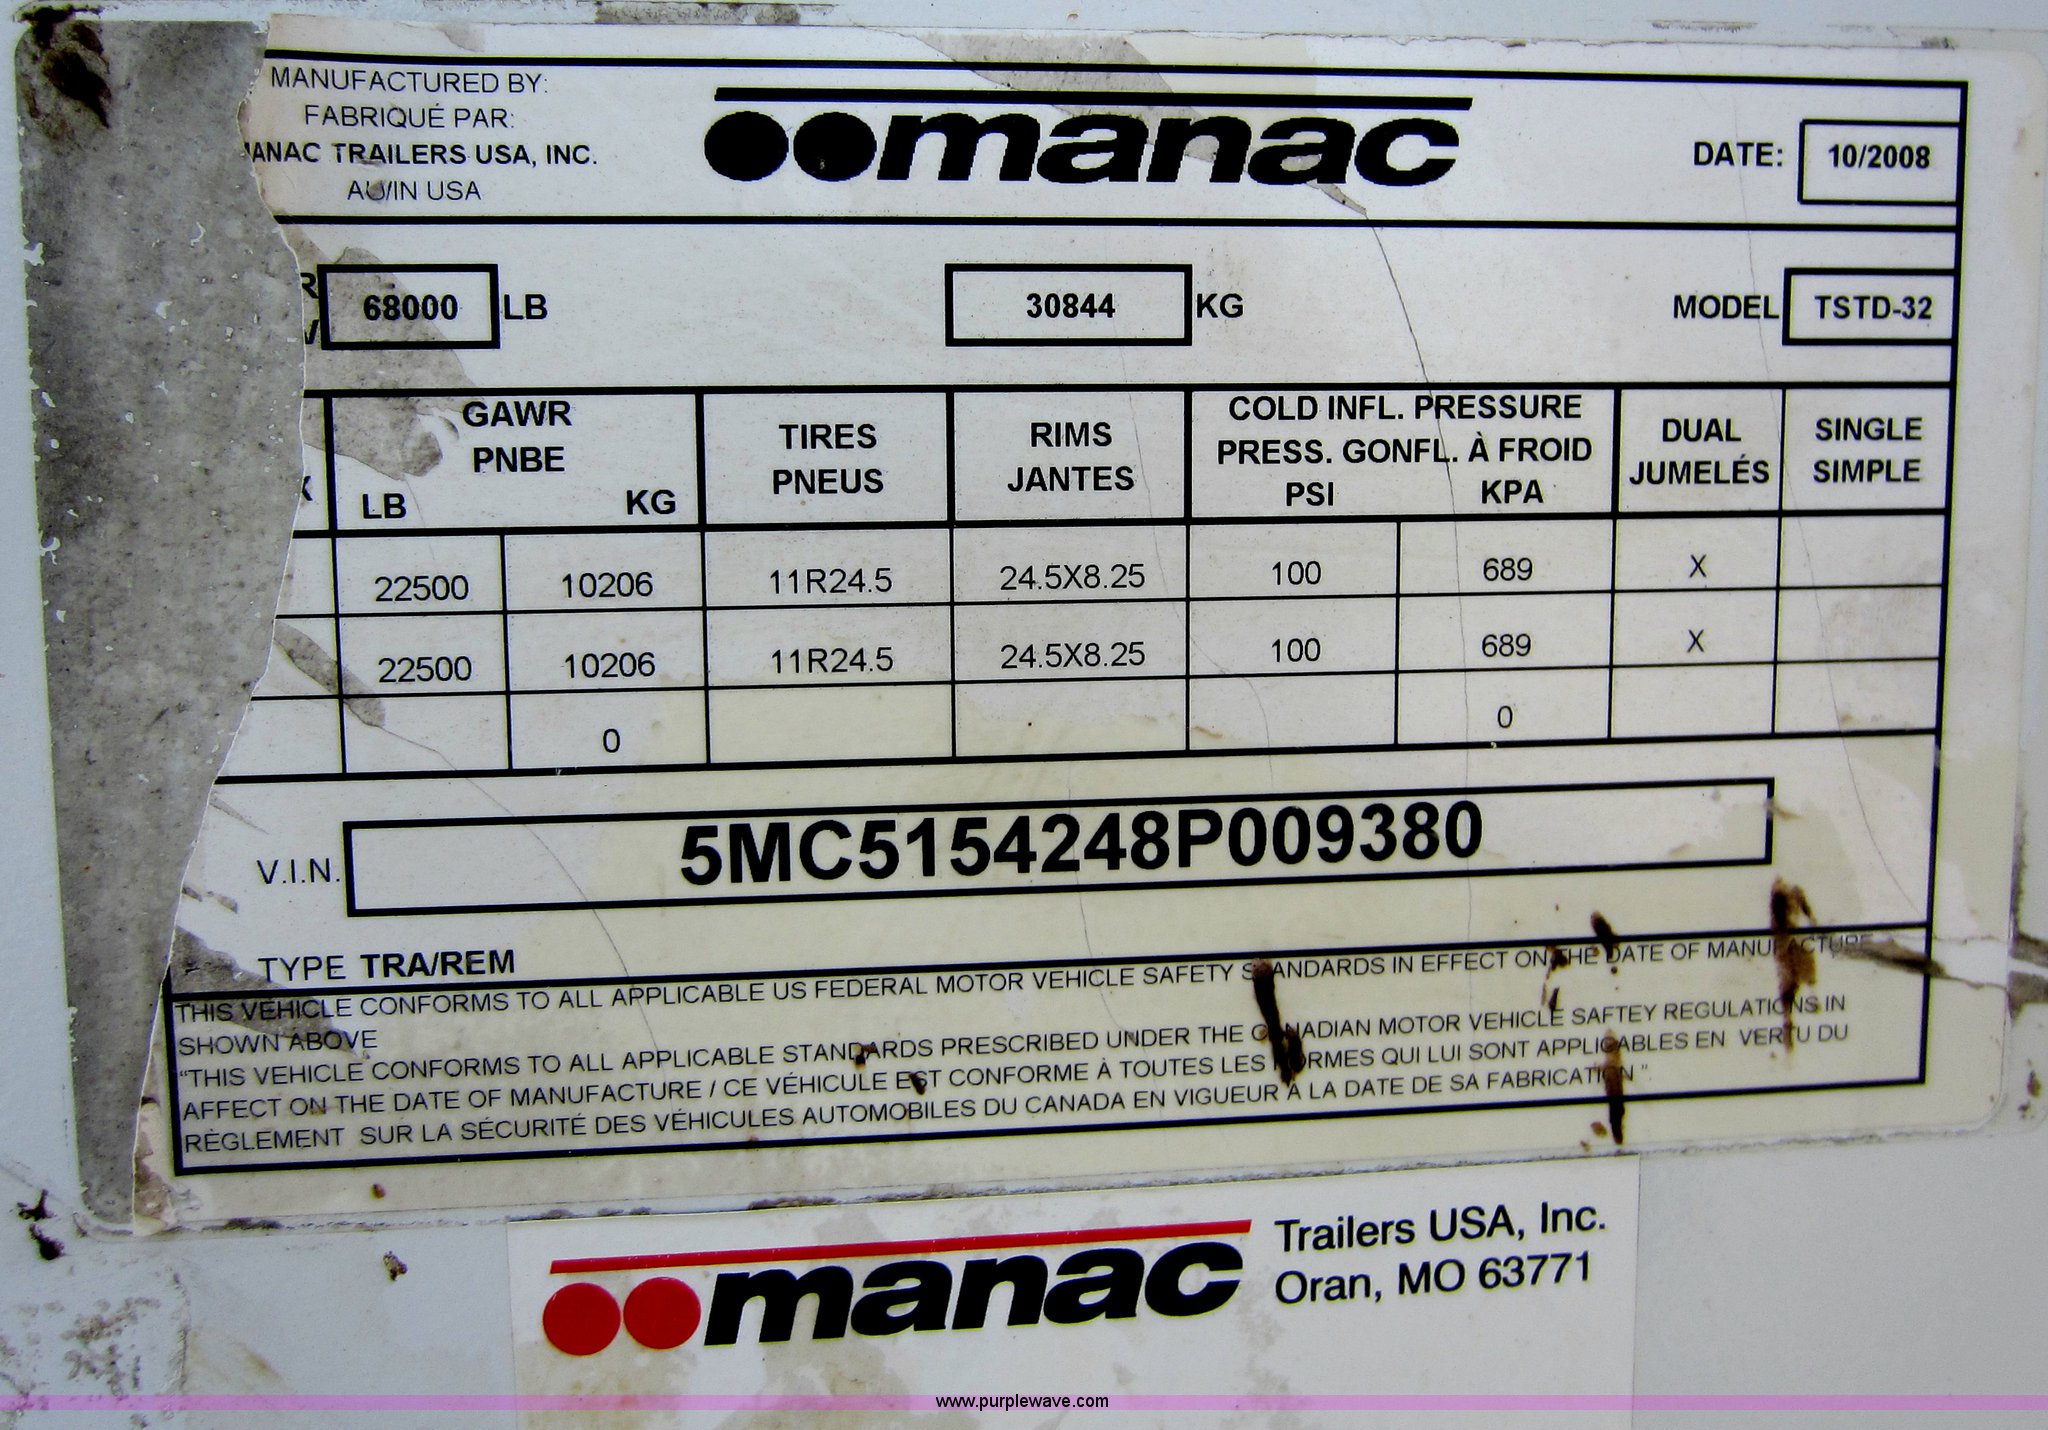 MANUFACTURED BY:
FABRIQUÉ PAR:
ANAC TRAILERS USA, INC.
AU/IN USA
manac
DATE: 10/2008
68000 LB 30844 KG MODEL TSTD-32
GAWR
PNBE
LB KG
TIRES
PNEUS
RIMS
JANTES
COLD INFL. PRESSURE
PRESS. GONFL. À FROID
PSI KPA
DUAL
JUMELÉS
SINGLE
SIMPLE
22500 10206 11R24.5 24.5X8.25 100 689 X
22500 10206 11R24.5 24.5X8.25 100 689 X
0 0
V.I.N. 5MC5154248P009380
TYPE TRA/REM
THIS VEHICLE CONFORMS TO ALL APPLICABLE US FEDERAL MOTOR VEHICLE SAFETY STANDARDS IN EFFECT ON THE DATE OF MANUFACTURE
SHOWN ABOVE
"THIS VEHICLE CONFORMS TO ALL APPLICABLE STANDARDS PRESCRIBED UNDER THE CANADIAN MOTOR VEHICLE SAFTEY REGULATIONS IN
AFFECT ON THE DATE OF MANUFACTURE / CE VÉHICULE EST CONFORME À TOUTES LES NORMES QUI LUI SONT APPLICABLES EN VERTU DU
RÈGLEMENT SUR LA SÉCURITÉ DES VÉHICULES AUTOMOBILES DU CANADA EN VIGUEUR À LA DATE DE SA FABRICATION "
manac
Trailers USA, Inc.
Oran, MO 63771
www.purplewave.com